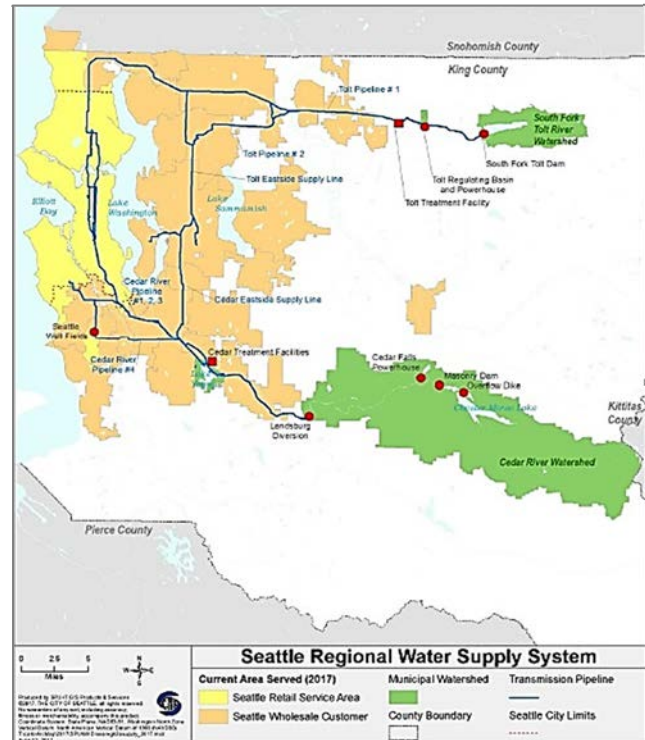 Snohomish County
King County
Tolt Pipeline # 1
South Fork
Tolt River
Watershed
Tolt Pipeline # 2
South Fork Tolt Dam
Tolt Regulating Basin
and Powerhouse
Tolt Treatment Facility
Tolt Eastside Supply Line
Elliott
Bay
Lake
Washington
Lake
Sammamish
Cedar River
Pipeline
#1, 2, 3
Cedar Eastside Supply Line
Seattle
Well Fields
Cedar River
Pipeline #4
Cedar Treatment Facilities
Cedar Falls
Powerhouse
Masonry Dam
Overflow Dike
Kittitas
County
Landsburg
Diversion
Cedar River Watershed
Pierce County
0 2.5 5
Miles
N
W E
S
Seattle Regional Water Supply System
Current Area Served (2017)
Seattle Retail Service Area
Seattle Wholesale Customer
Municipal Watershed
County Boundary
Transmission Pipeline
Seattle City Limits